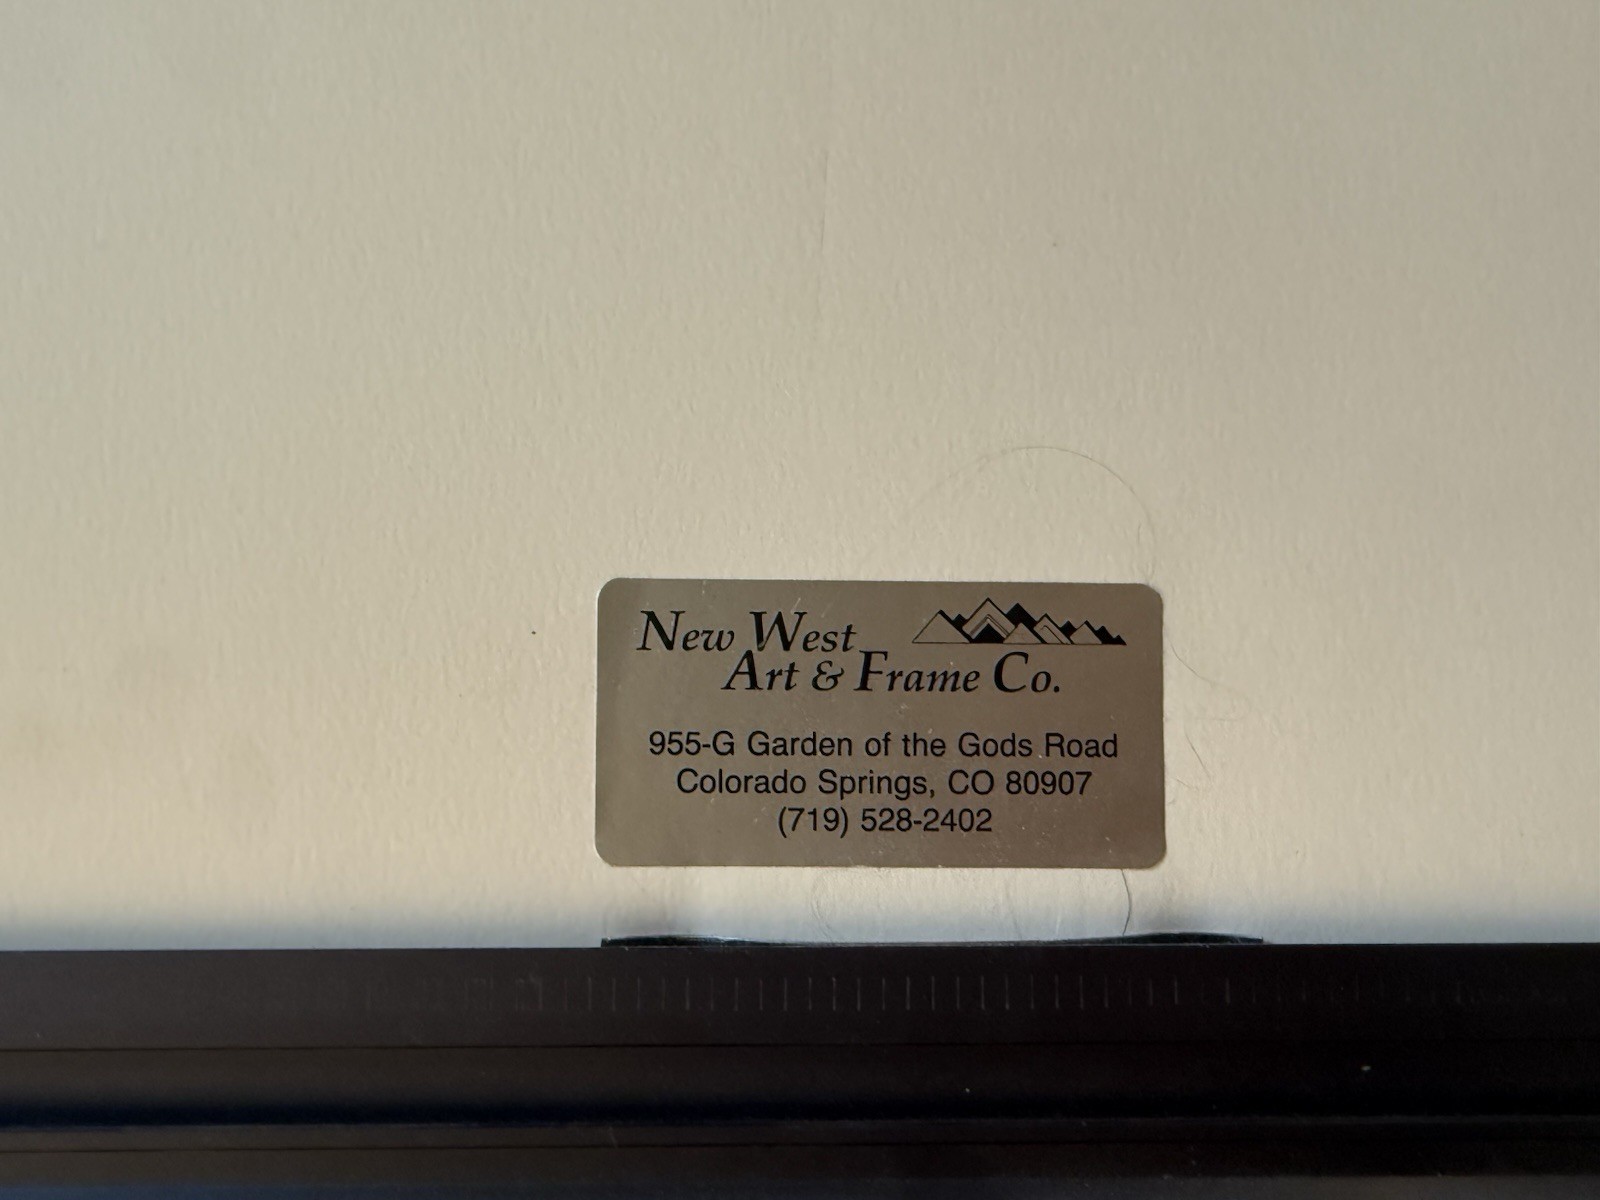 New West
Art & Frame Co.
955-G Garden of the Gods Road
Colorado Springs, CO 80907
(719) 528-2402